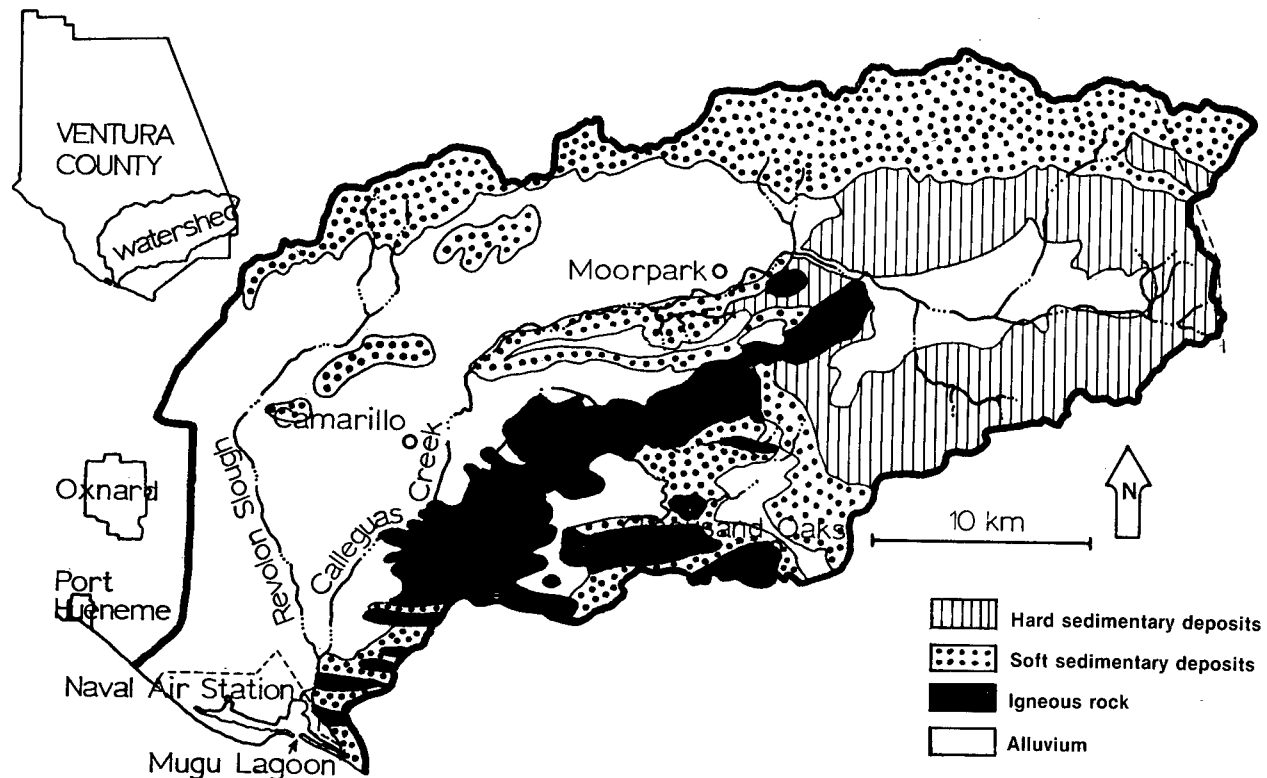 VENTURA
COUNTY
watershed
Moorpark
Camarillo
Oxnard
Revolon Slough
Calleguas Creek
sand Oaks
10 km
N
Port
Hueneme
Naval Air Station
Mugu Lagoon
Hard sedimentary deposits
Soft sedimentary deposits
Igneous rock
Alluvium